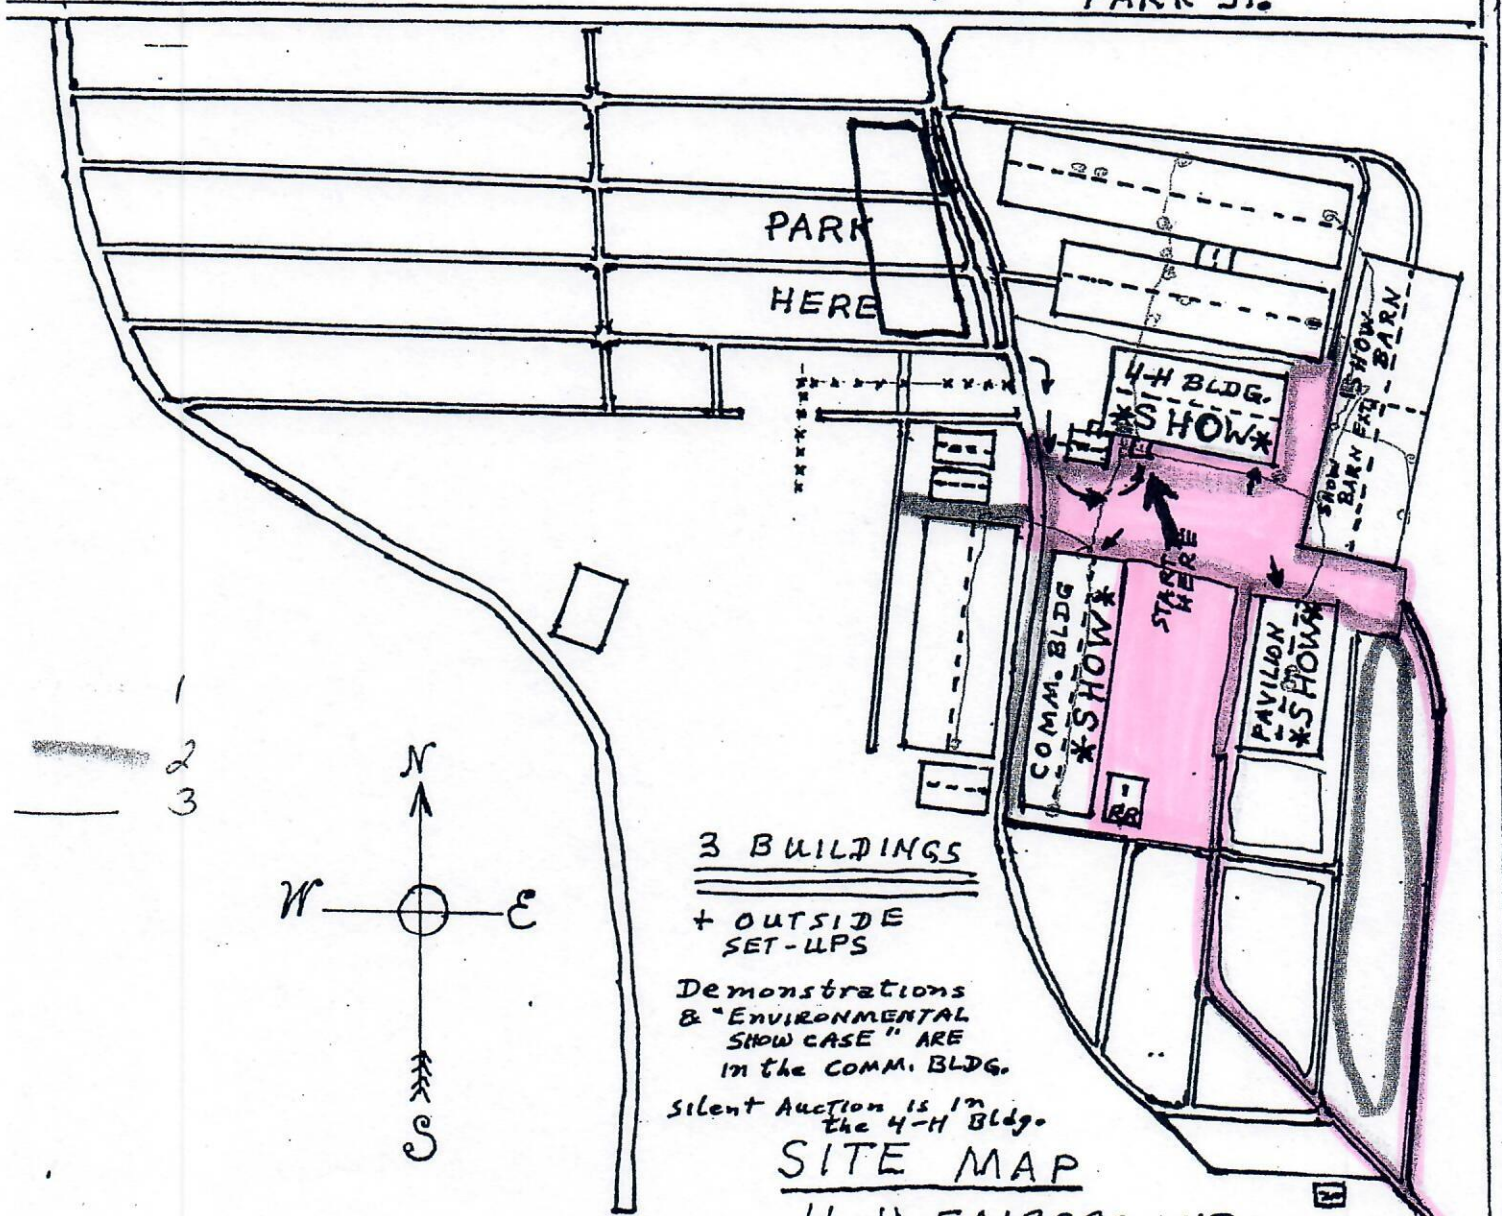 PARK ST.
PARK
HERE
4-H BLDG.
*SHOW*
SHOW
BARN
SHOW
BARN
START
HERE
COMM. BLDG
*SHOW*
PAVILION
*SHOW*
RR
1
2
3
N
W
E
S
3 BUILDINGS
+ OUTSIDE
SET-UPS
Demonstrations
& "ENVIRONMENTAL
SHOW CASE" ARE
in the COMM. BLDG.
Silent Auction is in
the 4-H Bldg.
SITE MAP